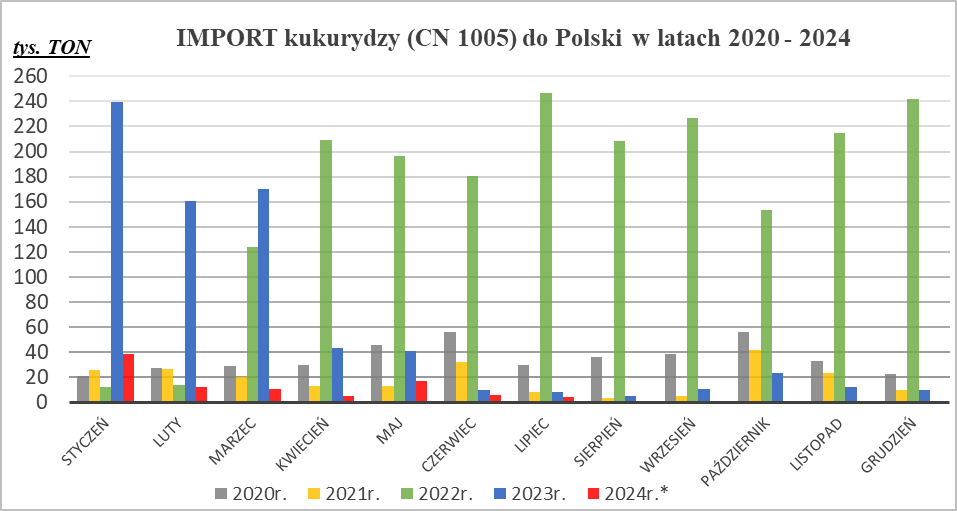 IMPORT kukurydzy (CN 1005) do Polski w latach 2020 - 2024
tys. TON
260
240
220
200
180
160
140
120
100
80
60
40
20
0
STYCZEŃ
LUTY
MARZEC
KWIECIEŃ
MAJ
CZERWIEC
LIPIEC
SIERPIEŃ
WRZESIEŃ
PAŹDZIERNIK
LISTOPAD
GRUDZIEŃ
2020r. 2021r. 2022r. 2023r. 2024r.*